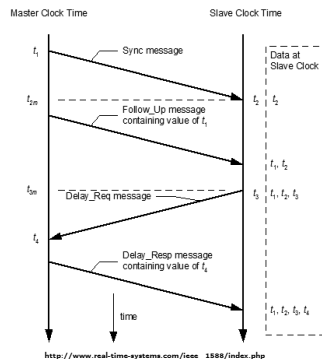 Master Clock Time
Slave Clock Time
Data at
Slave Clock
t1
Sync message
t2m
t2
t2
Follow_Up message
containing value of t1
t1, t2
t3m
t3
t1, t2, t3
Delay_Req message
t4
Delay_Resp message
containing value of t4
time
t1, t2, t3, t4
http://www.real-time-systems.com/ieee_1588/index.php